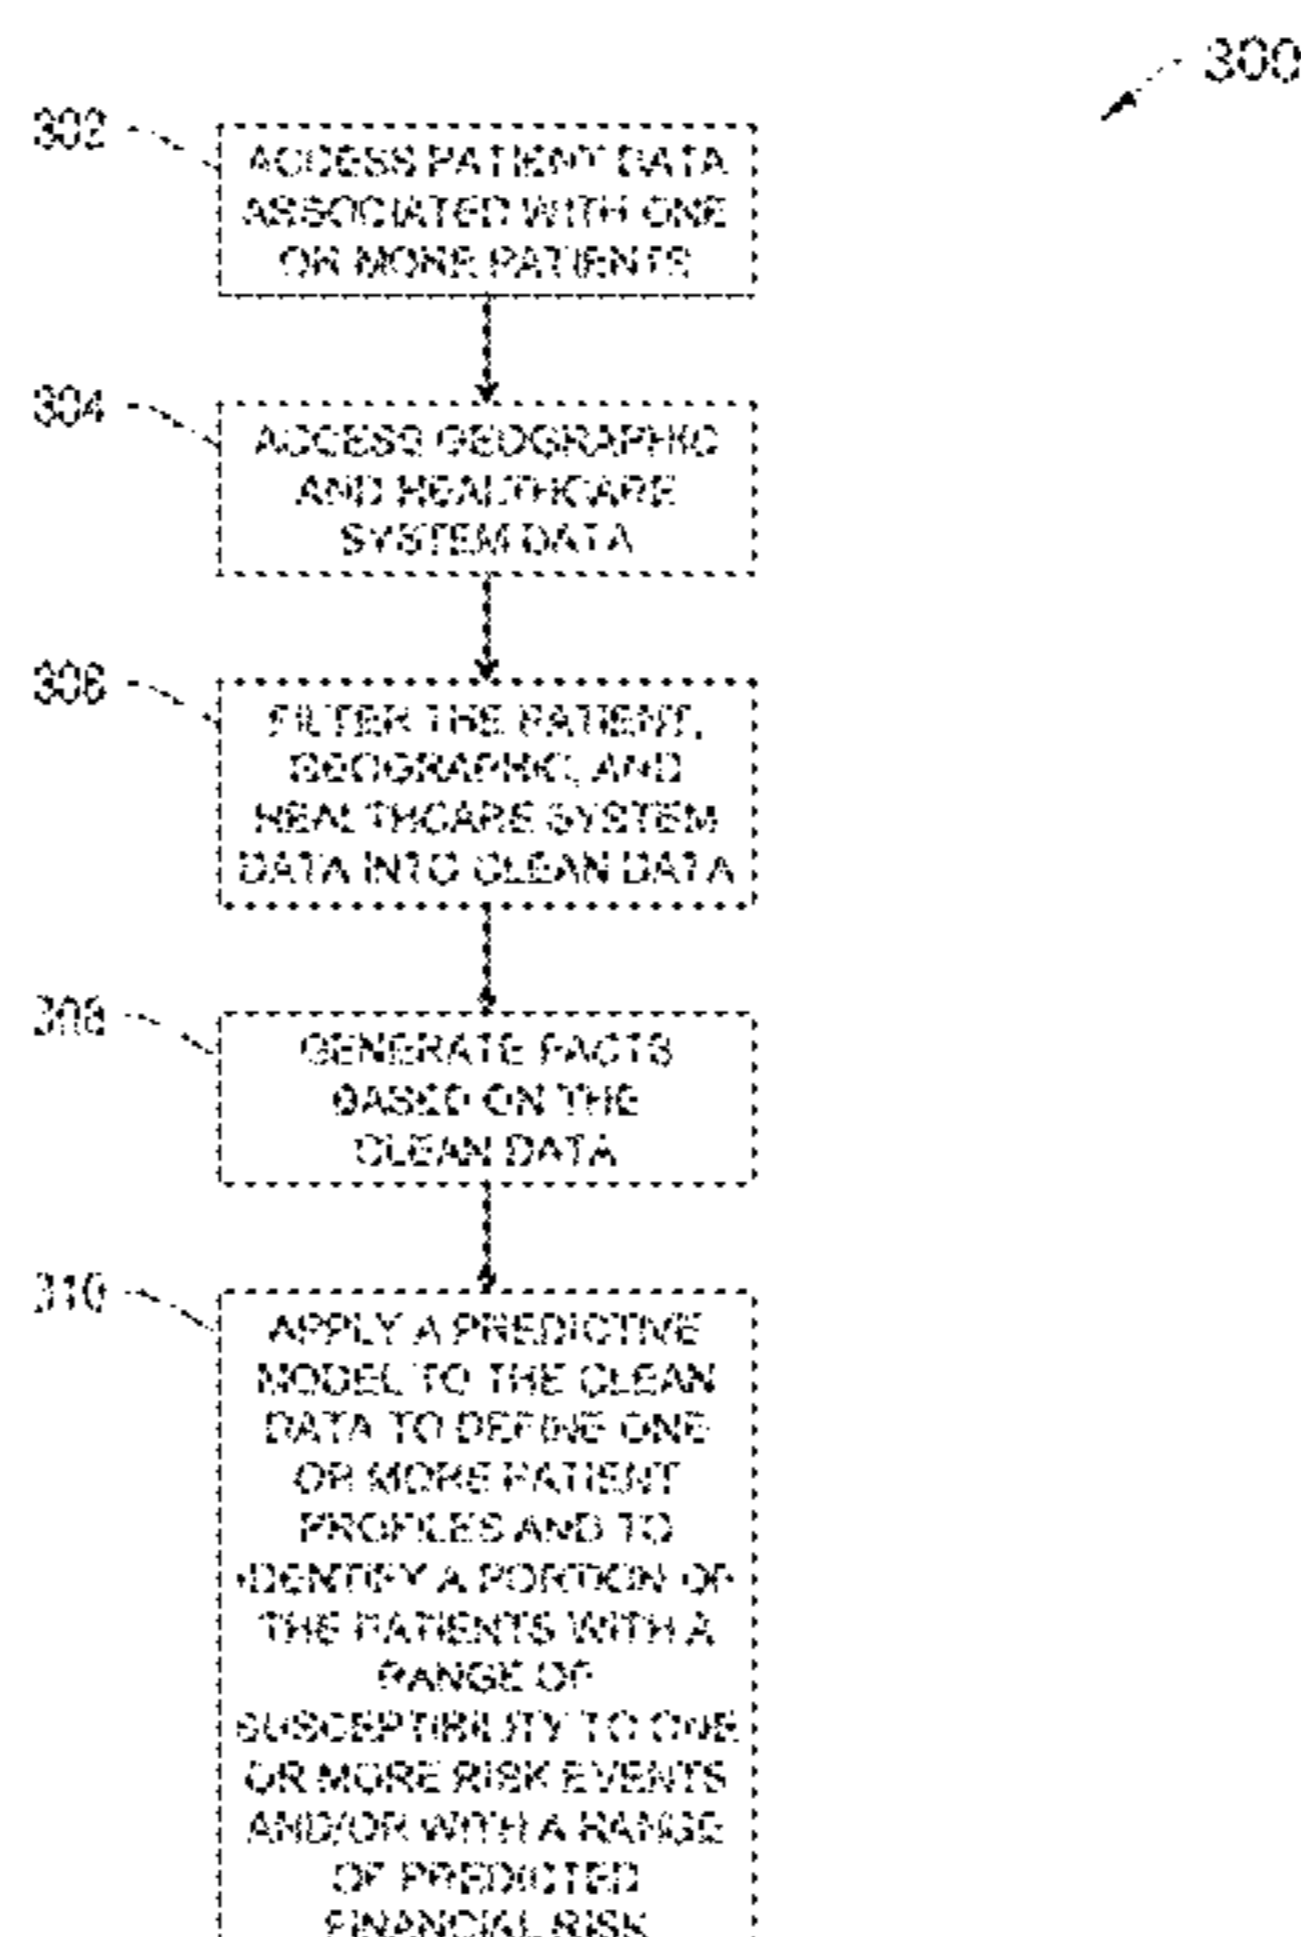 300
302
ACCESS PATIENT DATA
ASSOCIATED WITH ONE
OR MORE PATIENTS
304
ACCESS GEOGRAPHIC
AND HEALTHCARE
SYSTEM DATA
306
FILTER THE PATIENT,
GEOGRAPHIC, AND
HEALTHCARE SYSTEM
DATA INTO CLEAN DATA
308
GENERATE FACTS
BASED ON THE
CLEAN DATA
310
APPLY A PREDICTIVE
MODEL TO THE CLEAN
DATA TO DEFINE ONE
OR MORE PATIENT
PROFILES AND TO
IDENTIFY A PORTION OF
THE PATIENTS WITH A
RANGE OF
SUSCEPTIBILITY TO ONE
OR MORE RISK EVENTS
AND/OR WITH A RANGE
OF PREDICTED
FINANCIAL RISK